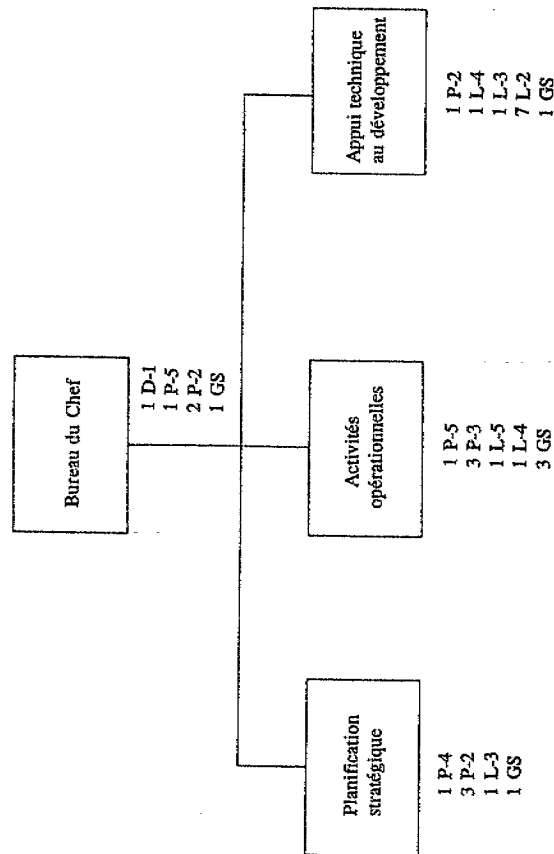 Bureau du Chef
1 D-1
1 P-5
2 P-2
1 GS
Planification
stratégique
1 P-4
3 P-2
1 L-3
1 GS
Activités
opérationnelles
1 P-5
3 P-3
1 L-5
1 L-4
3 GS
Appui technique
au développement
1 P-2
1 L-4
1 L-3
7 L-2
1 GS